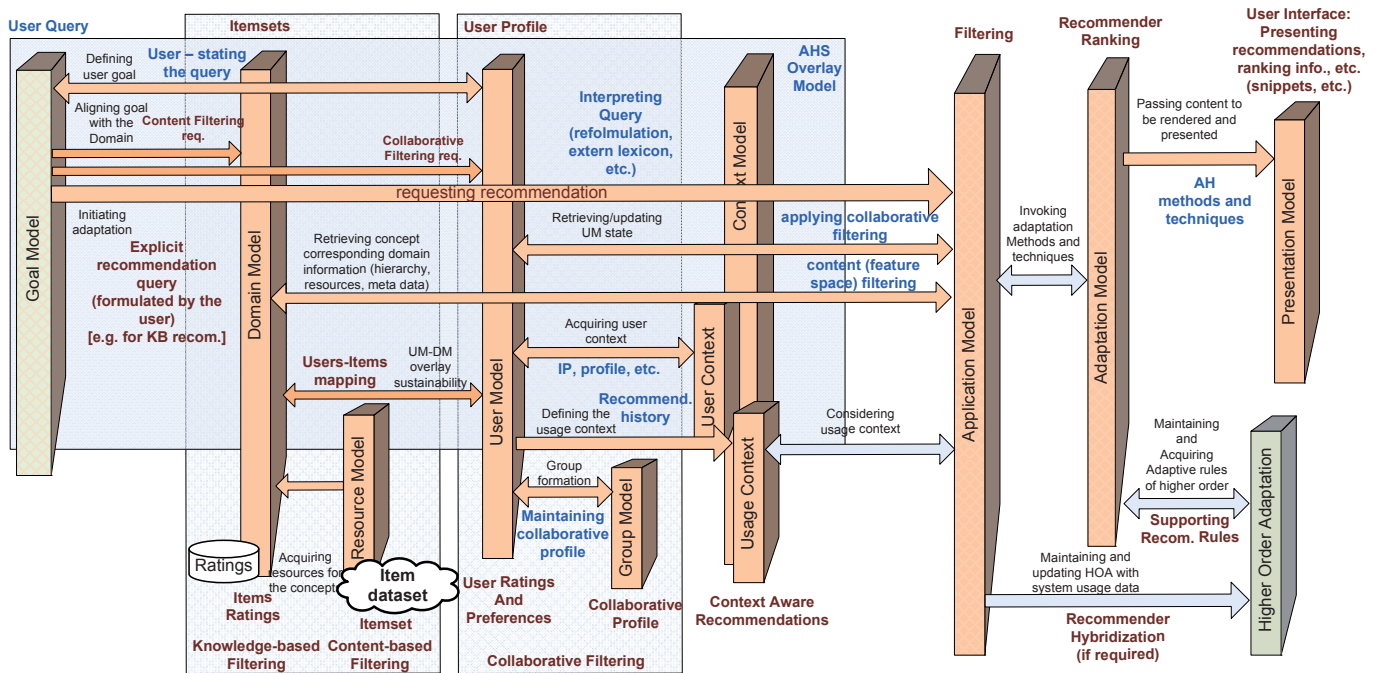 User Query
Itemsets
User Profile
Filtering
Recommender
Ranking
User Interface:
Presenting
recommendations,
ranking info., etc.
(snippets, etc.)
Defining
user goal
User – stating
the query
AHS
Overlay
Model
Aligning goal
with the
Domain
Content Filtering
req.
Collaborative
Filtering req.
Interpreting
Query
(refolmulation,
extern lexicon,
etc.)
Passing content to
be rendered and
presented
requesting recommendation
AH
methods and
techniques
Initiating
adaptation
Explicit
recommendation
query
(formulated by the
user)
[e.g. for KB recom.]
Retrieving concept
corresponding domain
information (hierarchy,
resources, meta data)
Retrieving/updating
UM state
applying collaborative
filtering
content (feature
space) filtering
Invoking
adaptation
Methods and
techniques
Goal Model
Domain Model
User Model
Context Model
Application Model
Adaptation Model
Presentation Model
Acquiring user
context
IP, profile, etc.
User Context
Users-Items
mapping
UM-DM
overlay
sustainability
Recommend.
history
Defining the
usage context
Usage Context
Considering
usage context
Resource Model
Group
formation
Maintaining
collaborative
profile
Group Model
Maintaining
and
Acquiring
Adaptive rules
of higher order
Supporting
Recom. Rules
Higher Order Adaptation
Ratings
Acquiring
resources for
the concept
Item
dataset
Items
Ratings
Itemset
User Ratings
And
Preferences
Collaborative
Profile
Context Aware
Recommendations
Maintaining and
updating HOA with
system usage data
Recommender
Hybridization
(if required)
Knowledge-based
Filtering
Content-based
Filtering
Collaborative Filtering